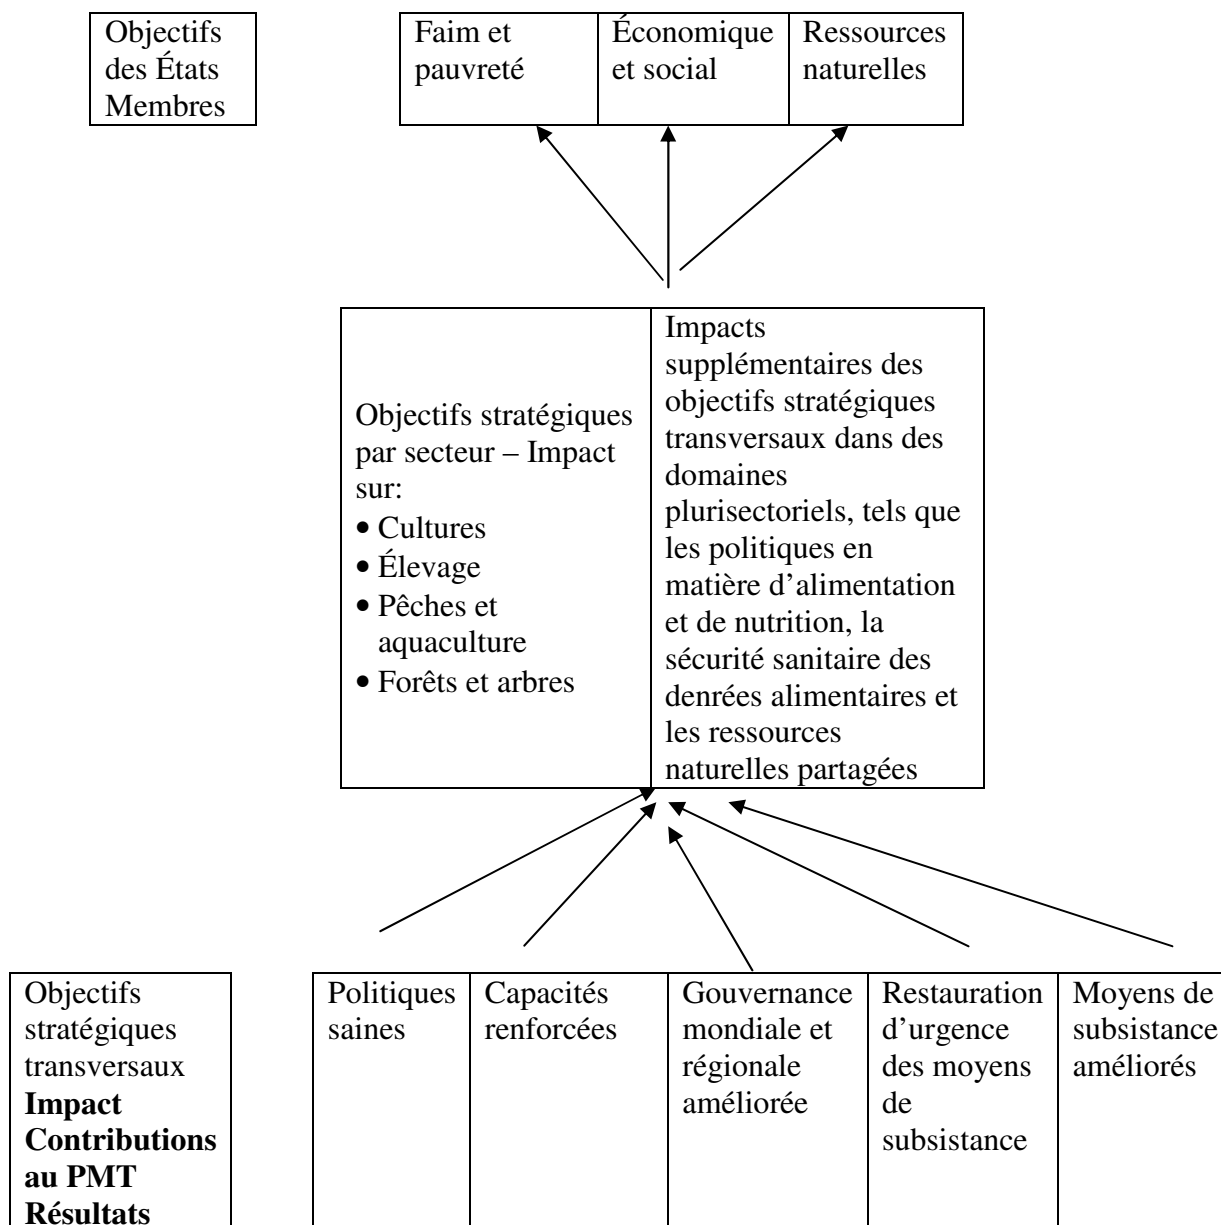 Objectifs
des États
Membres
Faim et
pauvreté
Économique
et social
Ressources
naturelles
Objectifs stratégiques
par secteur – Impact
sur:
• Cultures
• Élevage
• Pêches et
aquaculture
• Forêts et arbres
Impacts
supplémentaires des
objectifs stratégiques
transversaux dans des
domaines
plurisectoriels, tels que
les politiques en
matière d’alimentation
et de nutrition, la
sécurité sanitaire des
denrées alimentaires et
les ressources
naturelles partagées
Objectifs
stratégiques
transversaux
Impact
Contributions
au PMT
Résultats
Politiques
saines
Capacités
renforcées
Gouvernance
mondiale et
régionale
améliorée
Restauration
d’urgence
des moyens
de
subsistance
Moyens de
subsistance
améliorés